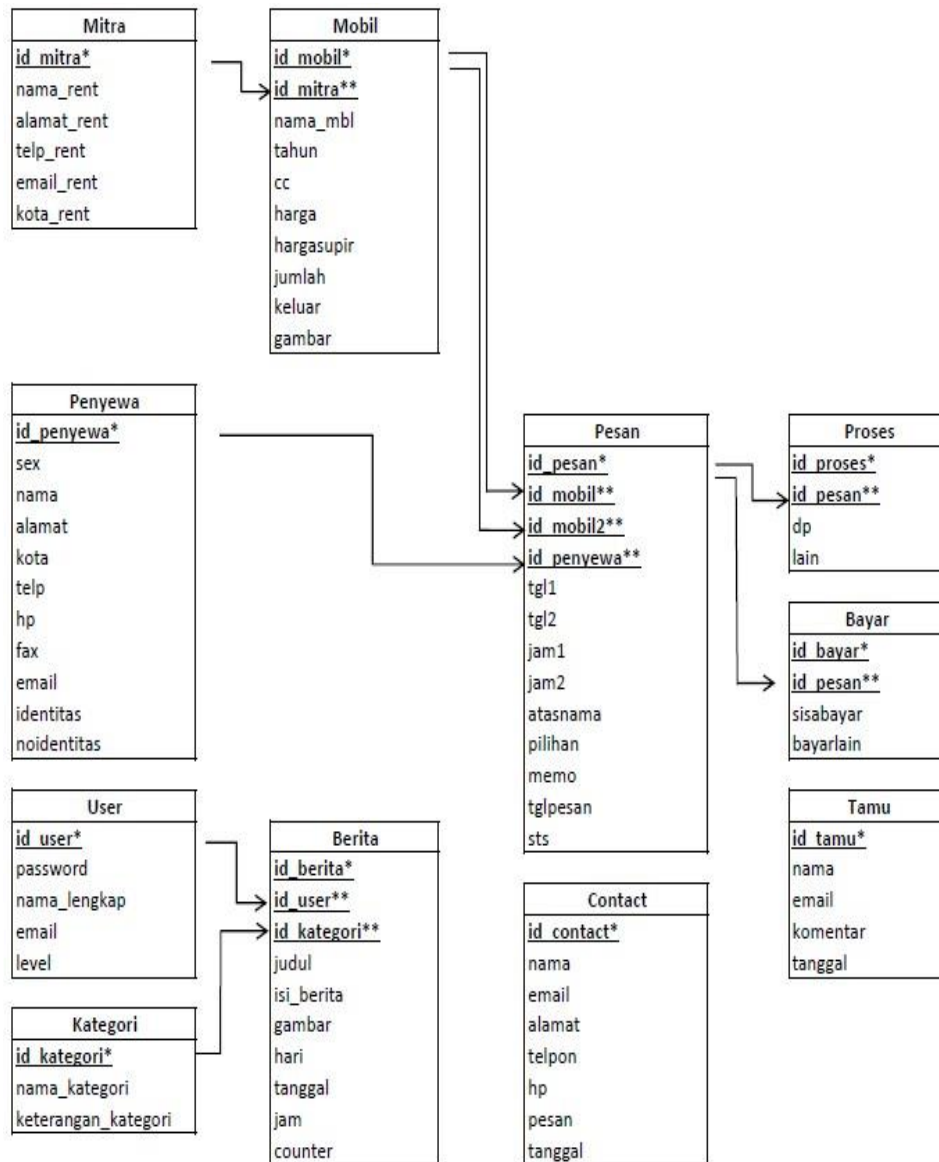 Mitra
id_mitra*
nama_rent
alamat_rent
telp_rent
email_rent
kota_rent
Mobil
id_mobil*
id_mitra**
nama_mbl
tahun
cc
harga
hargasupir
jumlah
keluar
gambar
Penyewa
id_penyewa*
sex
nama
alamat
kota
telp
hp
fax
email
identitas
noidentitas
Pesan
id_pesan*
id_mobil**
id_mobil2**
id_penyewa**
tgl1
tgl2
jam1
jam2
atasnama
pilihan
memo
tglpesan
sts
Proses
id_proses*
id_pesan**
dp
lain
Bayar
id_bayar*
id_pesan**
sisabayar
bayarlain
User
id_user*
password
nama_lengkap
email
level
Berita
id_berita*
id_user**
id_kategori**
judul
isi_berita
gambar
hari
tanggal
jam
counter
Kategori
id_kategori*
nama_kategori
keterangan_kategori
Contact
id_contact*
nama
email
alamat
telpon
hp
pesan
tanggal
Tamu
id_tamu*
nama
email
komentar
tanggal